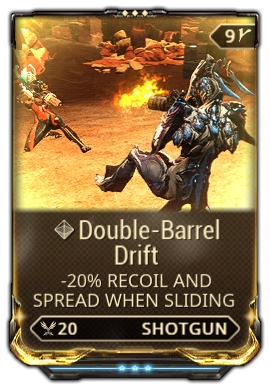 9
Double-Barrel
Drift
-20% RECOIL AND
SPREAD WHEN SLIDING
20 SHOTGUN